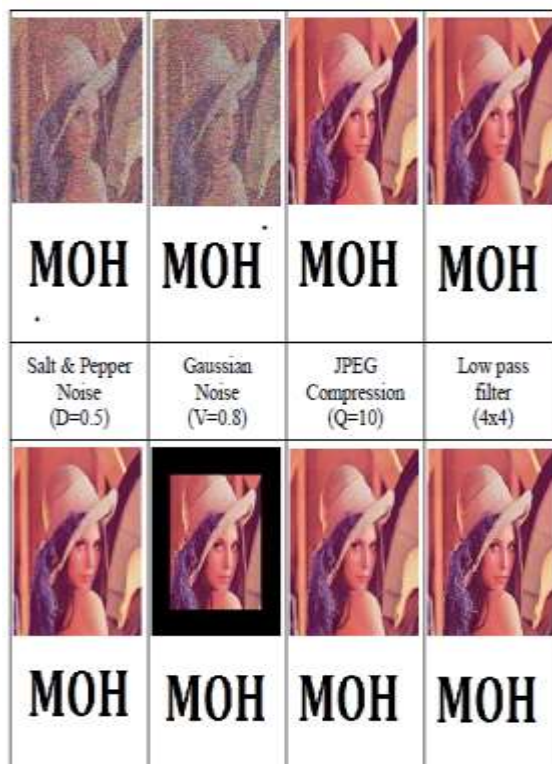 MOH MOH MOH MOH
Salt & Pepper Noise (D=0.5)
Gaussian Noise (V=0.8)
JPEG Compression (Q=10)
Low pass filter (4x4)
MOH MOH MOH MOH